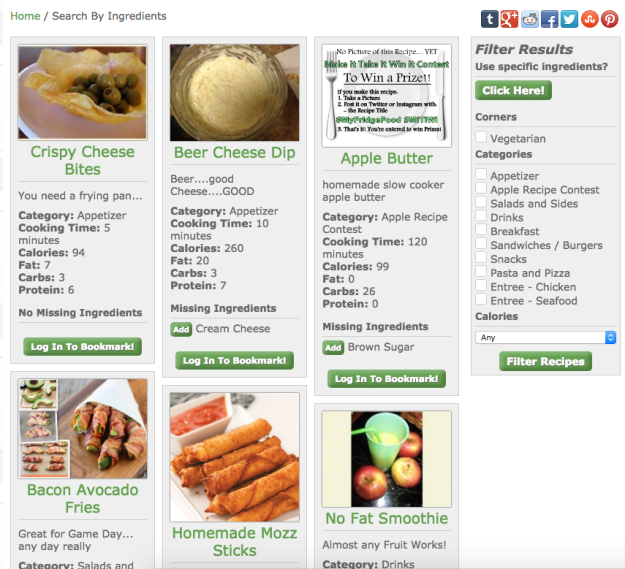 Home / Search By Ingredients
Crispy Cheese
Bites
You need a frying pan...
Category: Appetizer
Cooking Time: 5
minutes
Calories: 94
Fat: 7
Carbs: 3
Protein: 6
No Missing Ingredients
Log In To Bookmark!
Bacon Avocado
Fries
Great for Game Day...
any day really
Category: Salads and
Beer Cheese Dip
Beer....good
Cheese....GOOD
Category: Appetizer
Cooking Time: 10
minutes
Calories: 260
Fat: 20
Carbs: 3
Protein: 7
Missing Ingredients
Add Cream Cheese
Log In To Bookmark!
Homemade Mozz
Sticks
No Picture of this Recipe... YET
Make it Take it Win it Contest
To Win a Prize!!
If you make this recipe.
1. Take a Picture
2. Post it on Twitter or Instagram with.
– the Recipe Title
#MyFridgeFood #MITIWI
3. That's it! You're entered to win Prizes!
Apple Butter
homemade slow cooker
apple butter
Category: Apple Recipe
Contest
Cooking Time: 120
minutes
Calories: 99
Fat: 0
Carbs: 26
Protein: 0
Missing Ingredients
Add Brown Sugar
Log In To Bookmark!
No Fat Smoothie
Almost any Fruit Works!
Category: Drinks
Filter Results
Use specific ingredients?
Click Here!
Corners
Vegetarian
Categories
Appetizer
Apple Recipe Contest
Salads and Sides
Drinks
Breakfast
Sandwiches / Burgers
Snacks
Pasta and Pizza
Entree - Chicken
Entree - Seafood
Calories
Any
Filter Recipes